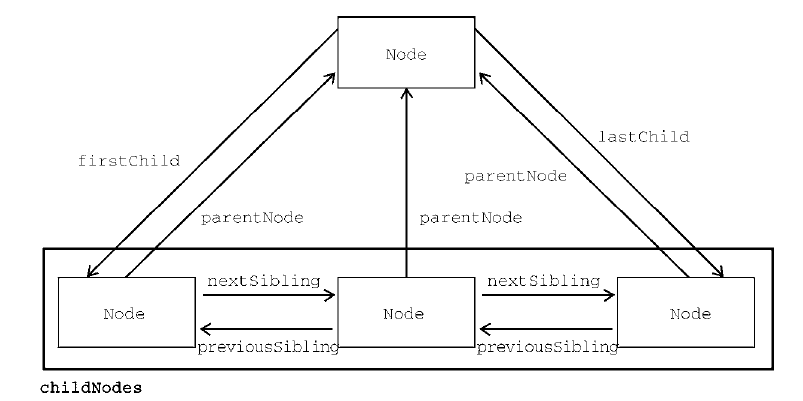 Node
lastChild
firstChild
parentNode
parentNode
parentNode
nextSibling
nextSibling
Node
Node
Node
previousSibling
previousSibling
childNodes